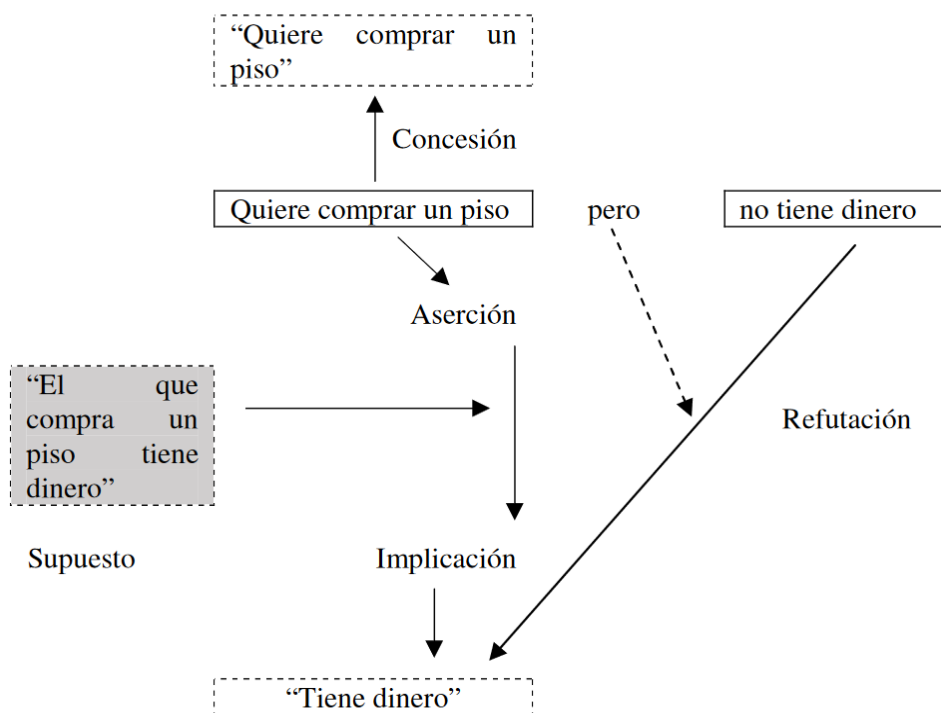 “Quiere comprar un
piso”
Concesión
Quiere comprar un piso pero no tiene dinero
Aserción
“El que
compra un
piso tiene
dinero”
Refutación
Supuesto Implicación
“Tiene dinero”